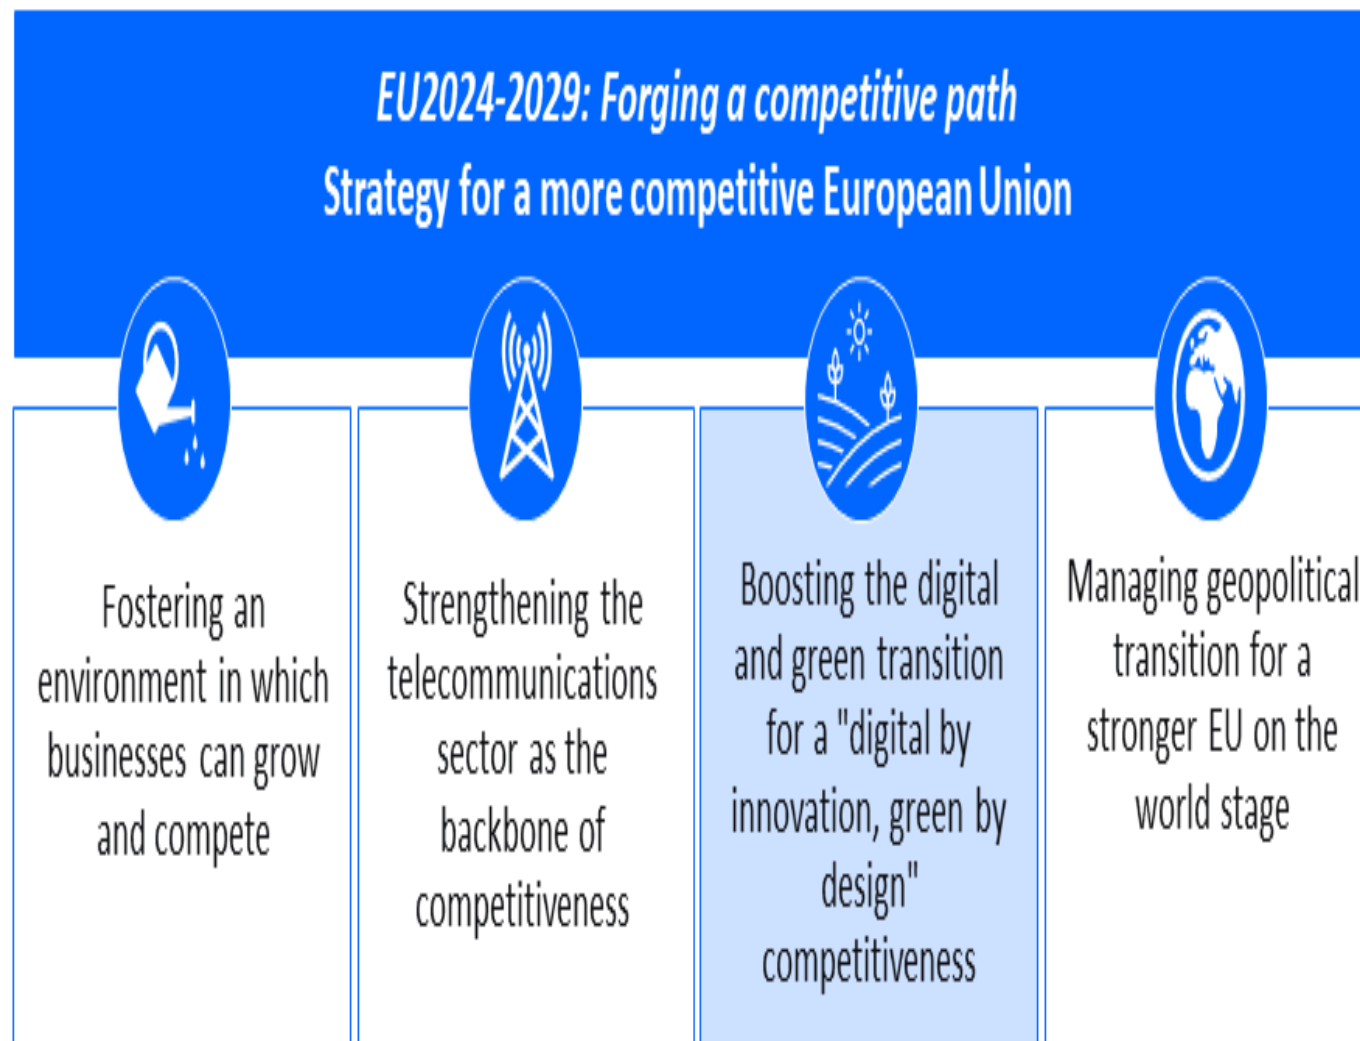 EU2024-2029: Forging a competitive path
Strategy for a more competitive European Union
Fostering an
environment in which
businesses can grow
and compete
Strengthening the
telecommunications
sector as the
backbone of
competitiveness
Boosting the digital
and green transition
for a "digital by
innovation, green by
design"
competitiveness
Managing geopolitical
transition for a
stronger EU on the
world stage